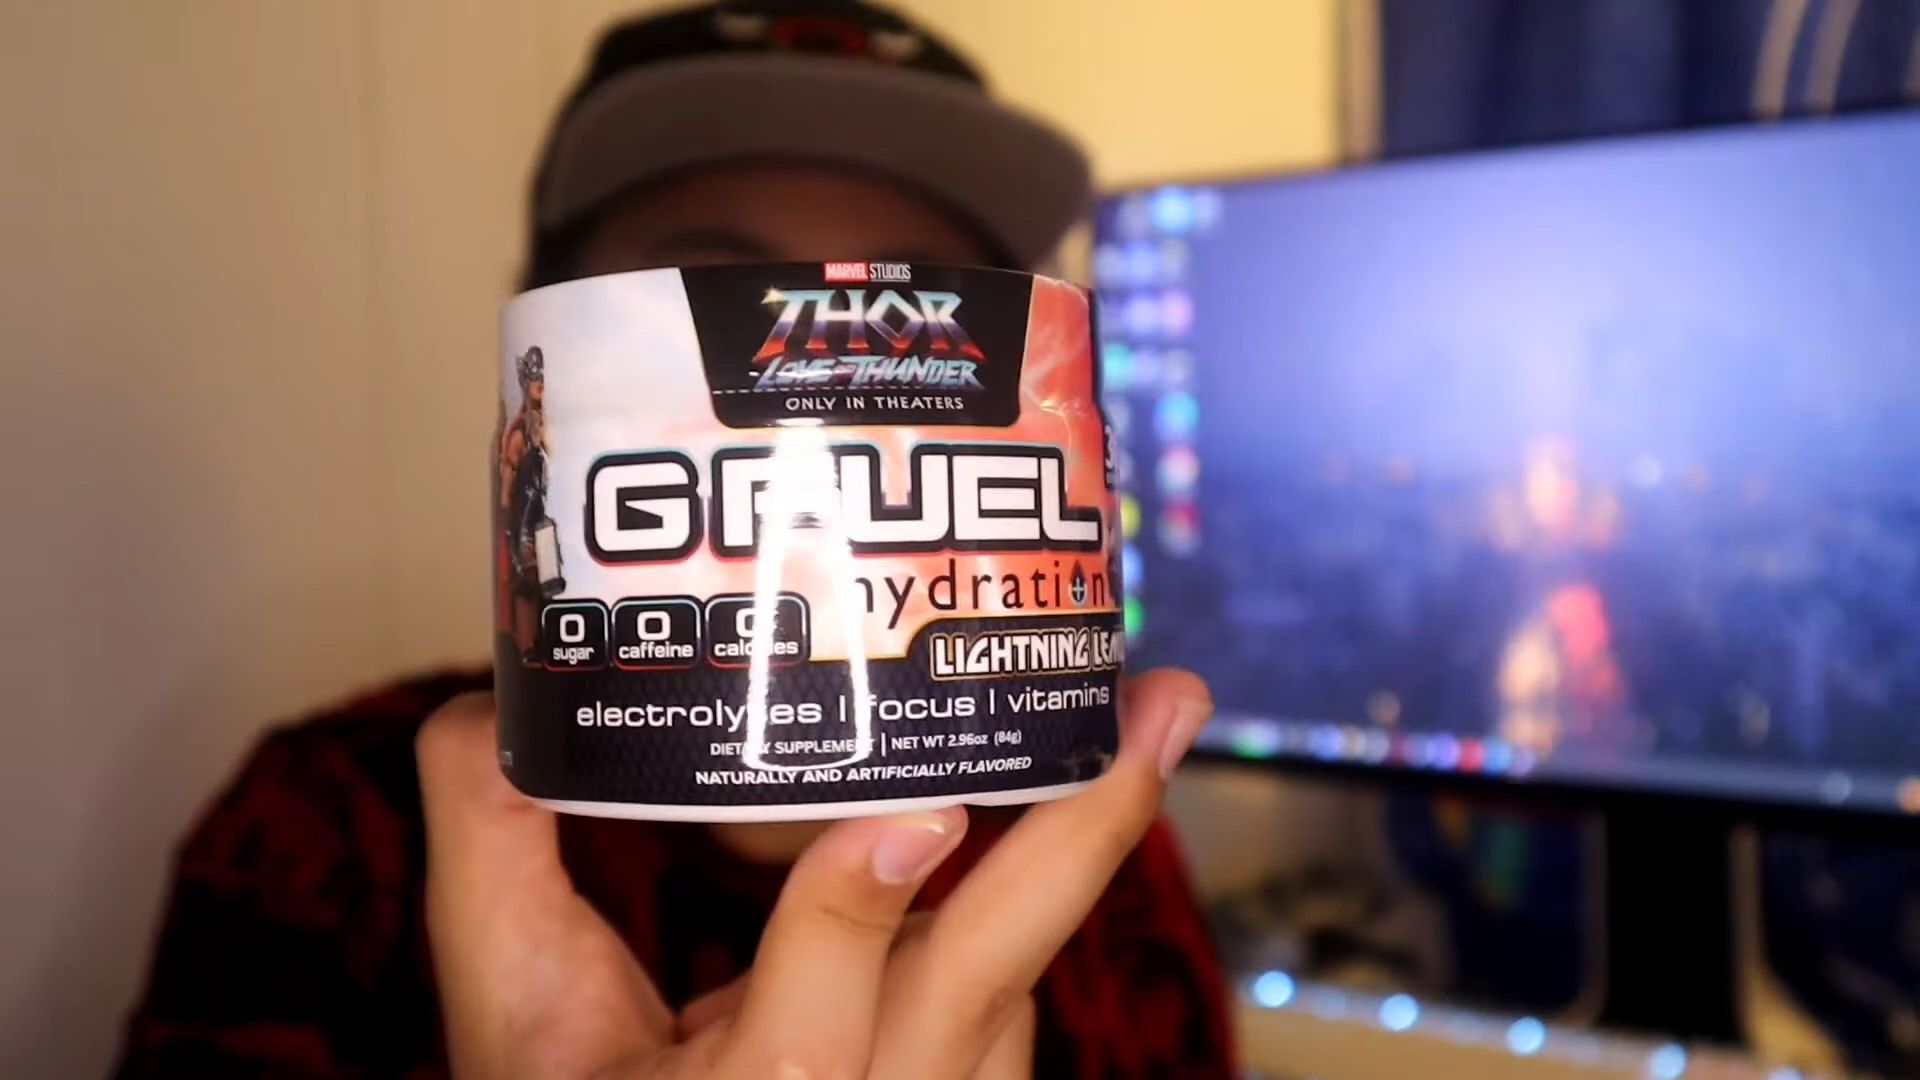 MARVEL STUDIOS
THOR
LOVE AND THUNDER
ONLY IN THEATERS
G FUEL
hydration
0 sugar
0 caffeine
0 calories
LIGHTNING
electrolytes | focus | vitamins
DIETARY SUPPLEMENT | NET WT 2.96oz (84g)
NATURALLY AND ARTIFICIALLY FLAVORED